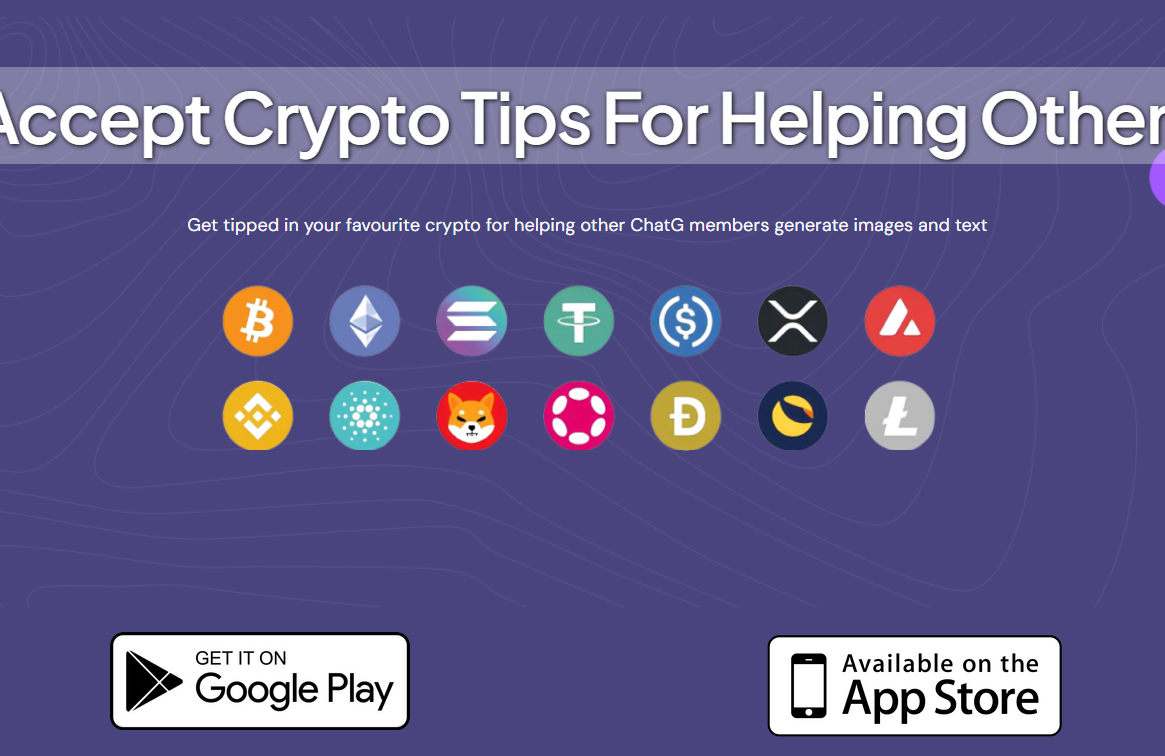 Accept Crypto Tips For Helping Other
Get tipped in your favourite crypto for helping other ChatG members generate images and text
GET IT ON
Google Play
Available on the
App Store